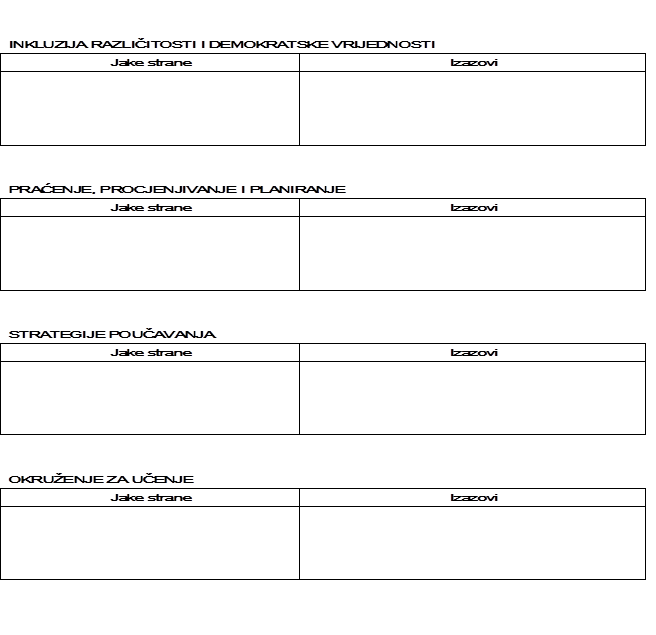 INKLUZIJA RAZLIČITOSTI I DEMOKRATSKE VRIJEDNOSTI
Jake strane Izazovi
PRAĆENJE, PROCJENJIVANJE I PLANIRANJE
Jake strane Izazovi
STRATEGIJE POUČAVANJA
Jake strane Izazovi
OKRUŽENJE ZA UČENJE
Jake strane Izazovi